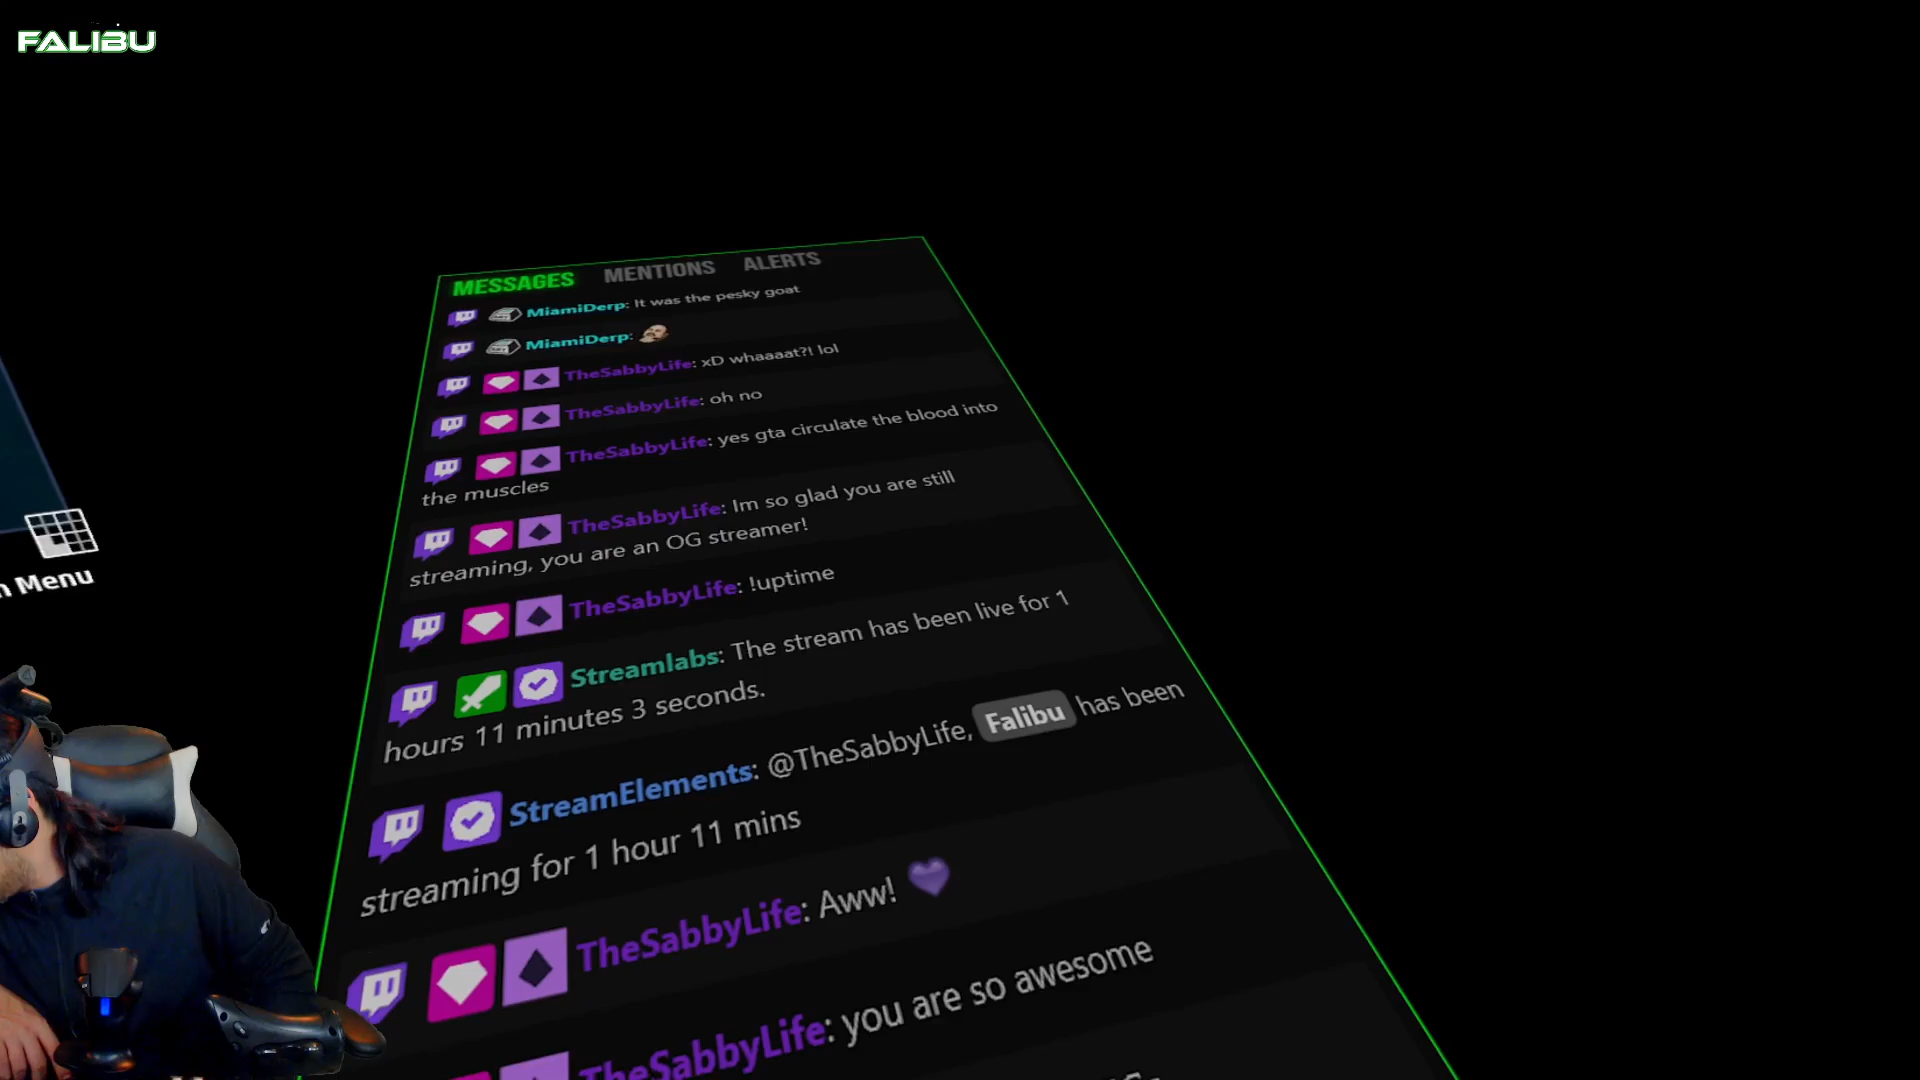 FALIBU
MESSAGES MENTIONS ALERTS
MiamiDerp: It was the pesky goat
MiamiDerp:
TheSabbyLife: xD whaaaat?! lol
TheSabbyLife: oh no
TheSabbyLife: yes gta circulate the blood into
the muscles
TheSabbyLife: Im so glad you are still
streaming, you are an OG streamer!
TheSabbyLife: !uptime
Streamlabs: The stream has been live for 1
hours 11 minutes 3 seconds.
StreamElements: @TheSabbyLife, Falibu has been
streaming for 1 hour 11 mins
TheSabbyLife: Aww!
TheSabbyLife: you are so awesome
Menu